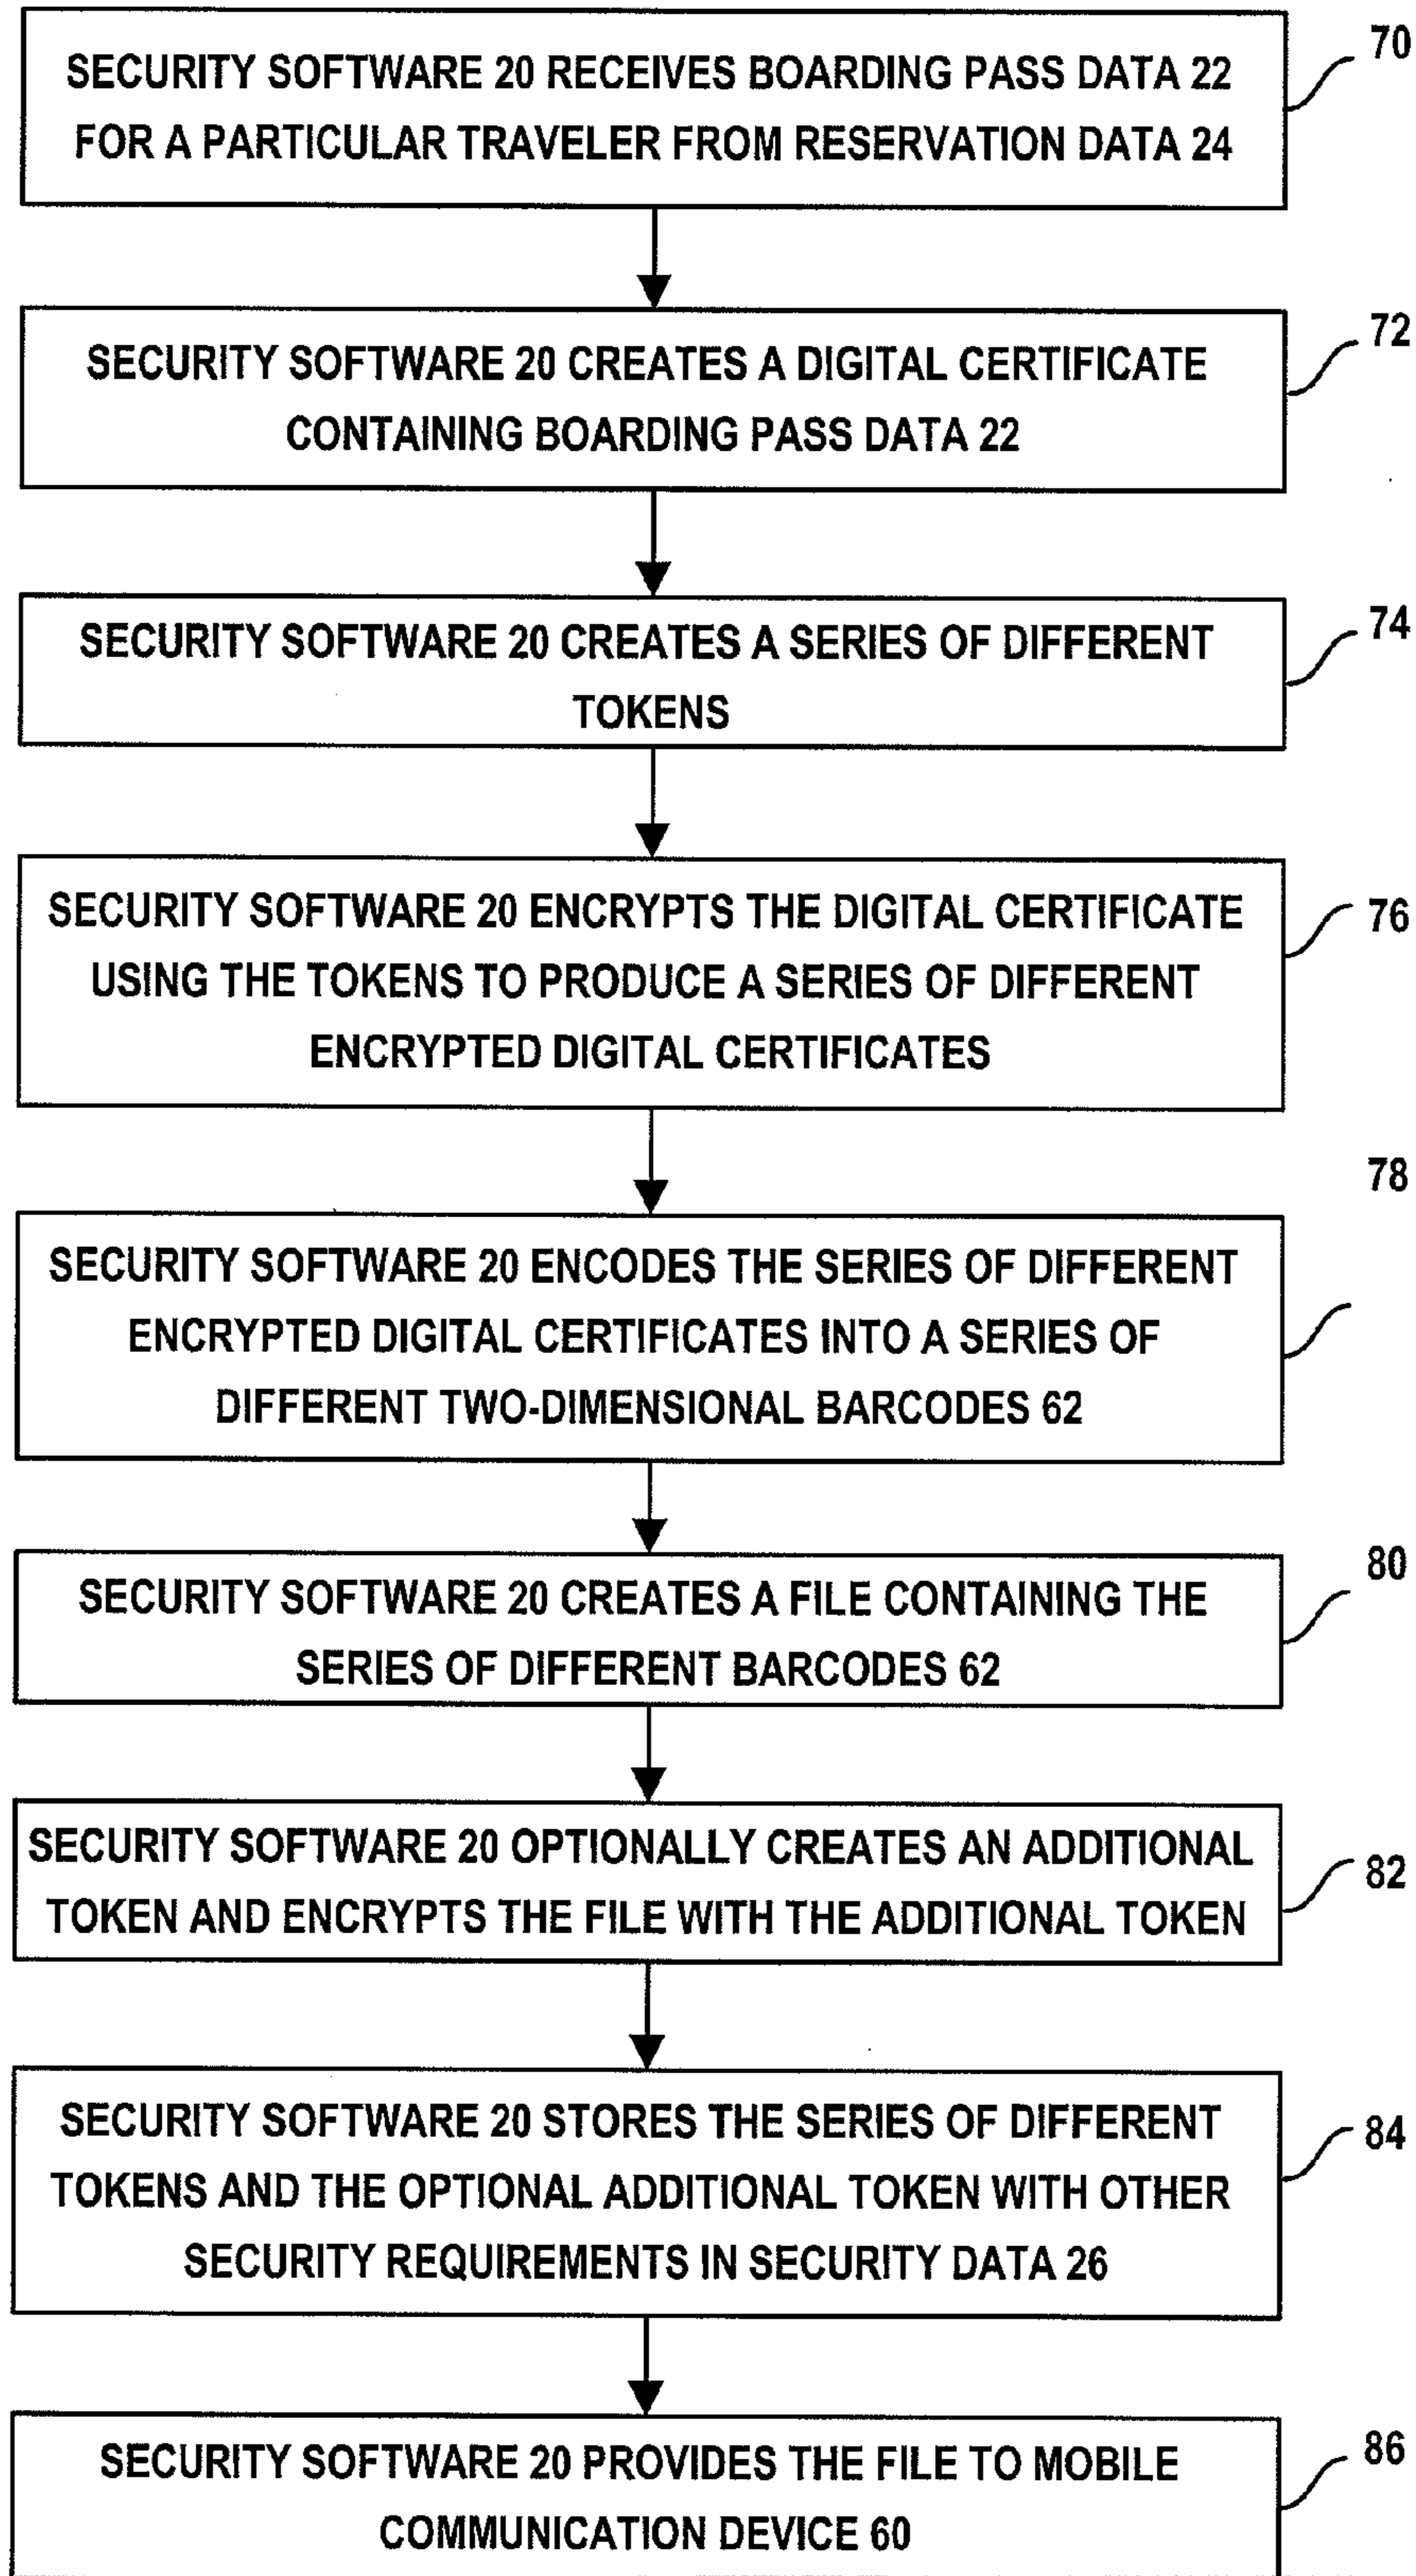 SECURITY SOFTWARE 20 RECEIVES BOARDING PASS DATA 22
FOR A PARTICULAR TRAVELER FROM RESERVATION DATA 24
70
SECURITY SOFTWARE 20 CREATES A DIGITAL CERTIFICATE
CONTAINING BOARDING PASS DATA 22
72
SECURITY SOFTWARE 20 CREATES A SERIES OF DIFFERENT
TOKENS
74
SECURITY SOFTWARE 20 ENCRYPTS THE DIGITAL CERTIFICATE
USING THE TOKENS TO PRODUCE A SERIES OF DIFFERENT
ENCRYPTED DIGITAL CERTIFICATES
76
78
SECURITY SOFTWARE 20 ENCODES THE SERIES OF DIFFERENT
ENCRYPTED DIGITAL CERTIFICATES INTO A SERIES OF
DIFFERENT TWO-DIMENSIONAL BARCODES 62
SECURITY SOFTWARE 20 CREATES A FILE CONTAINING THE
SERIES OF DIFFERENT BARCODES 62
80
SECURITY SOFTWARE 20 OPTIONALLY CREATES AN ADDITIONAL
TOKEN AND ENCRYPTS THE FILE WITH THE ADDITIONAL TOKEN
82
SECURITY SOFTWARE 20 STORES THE SERIES OF DIFFERENT
TOKENS AND THE OPTIONAL ADDITIONAL TOKEN WITH OTHER
SECURITY REQUIREMENTS IN SECURITY DATA 26
84
SECURITY SOFTWARE 20 PROVIDES THE FILE TO MOBILE
COMMUNICATION DEVICE 60
86